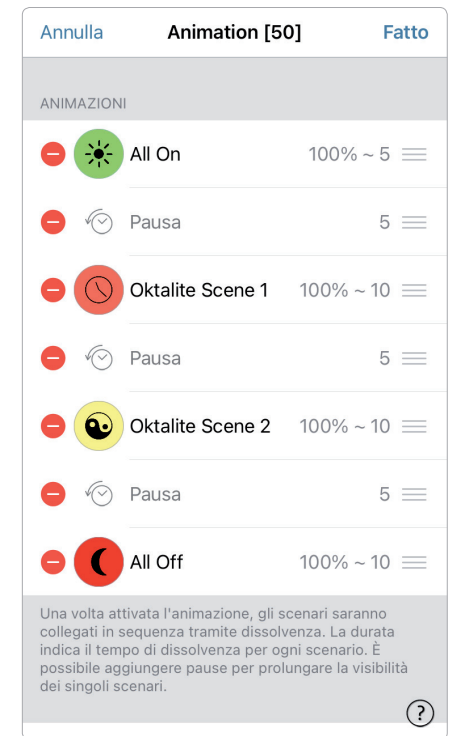 Annulla Animation [50] Fatto
ANIMAZIONI
All On 100% ~ 5
Pausa 5
Oktalite Scene 1 100% ~ 10
Pausa 5
Oktalite Scene 2 100% ~ 10
Pausa 5
All Off 100% ~ 10
Una volta attivata l'animazione, gli scenari saranno
collegati in sequenza tramite dissolvenza. La durata
indica il tempo di dissolvenza per ogni scenario. È
possibile aggiungere pause per prolungare la visibilità
dei singoli scenari.
?